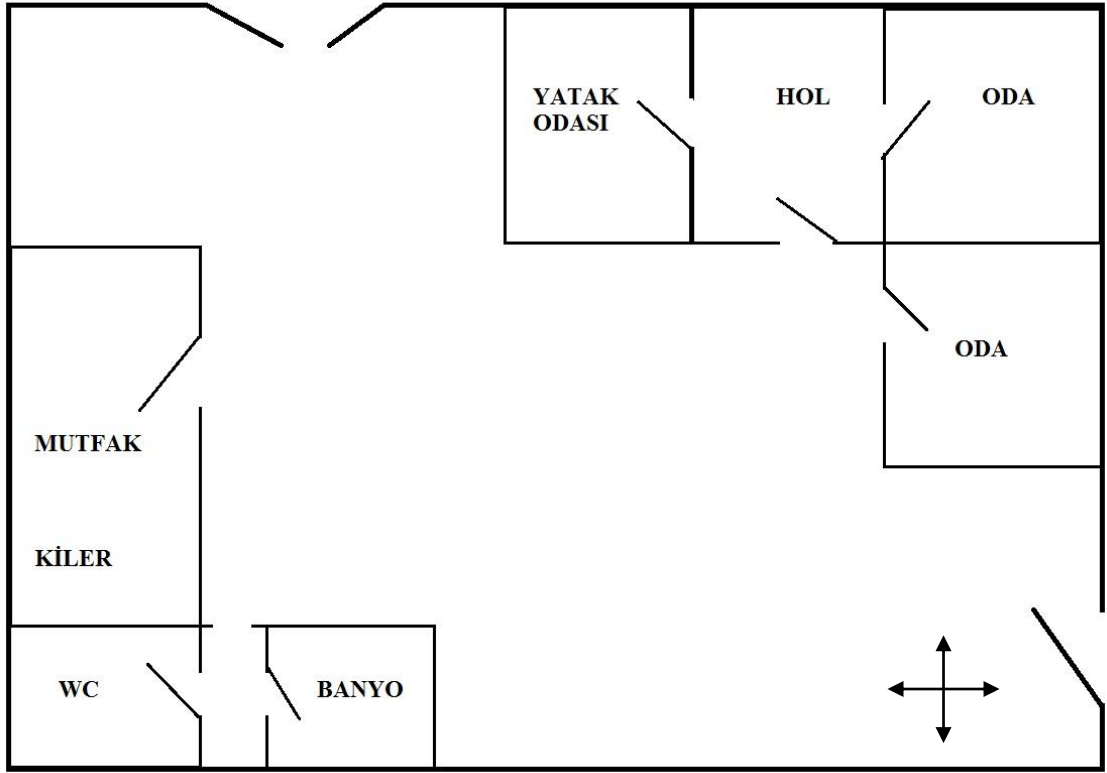 YATAK
ODASI
HOL
ODA
ODA
MUTFAK
KİLER
WC
BANYO